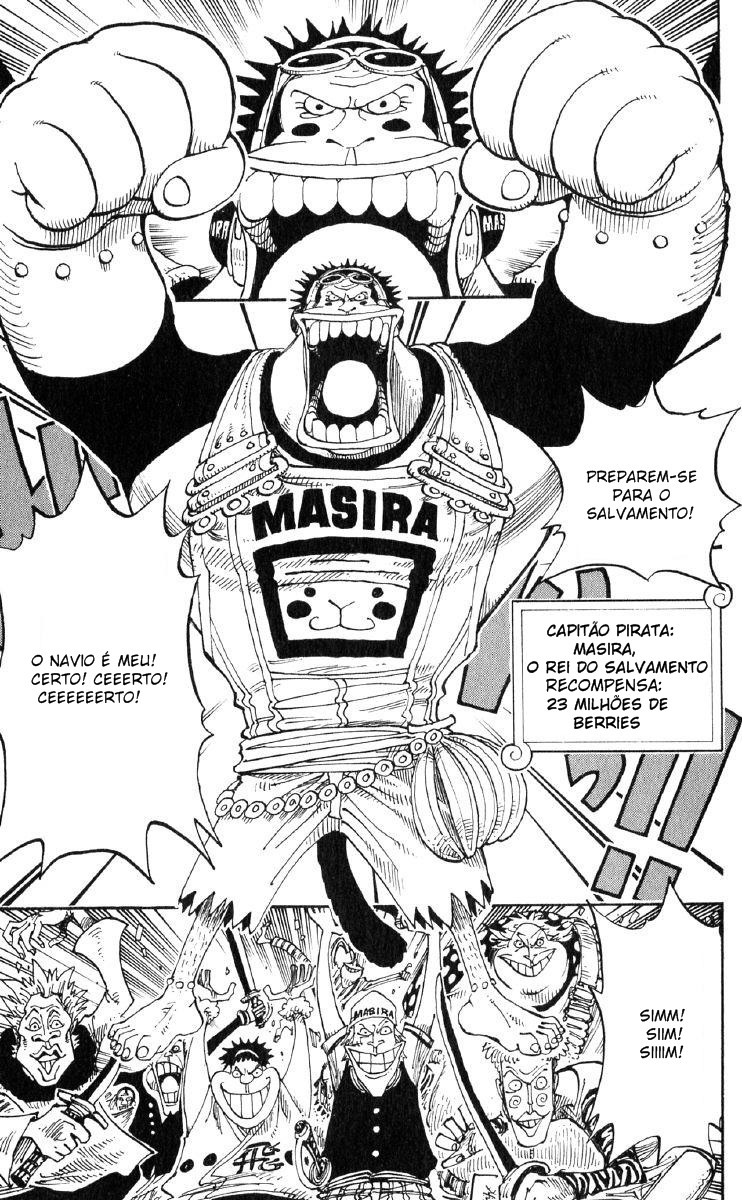 PREPAREM-SE
PARA O
SALVAMENTO!
MASIRA
CAPITÃO PIRATA:
MASIRA,
O REI DO SALVAMENTO
RECOMPENSA:
23 MILHÕES DE
BERRIES
O NAVIO É MEU!
CERTO! CEEERTO!
CEEEEEERTO!
SIMM!
SIIM!
SIIIIM!
MASIRA